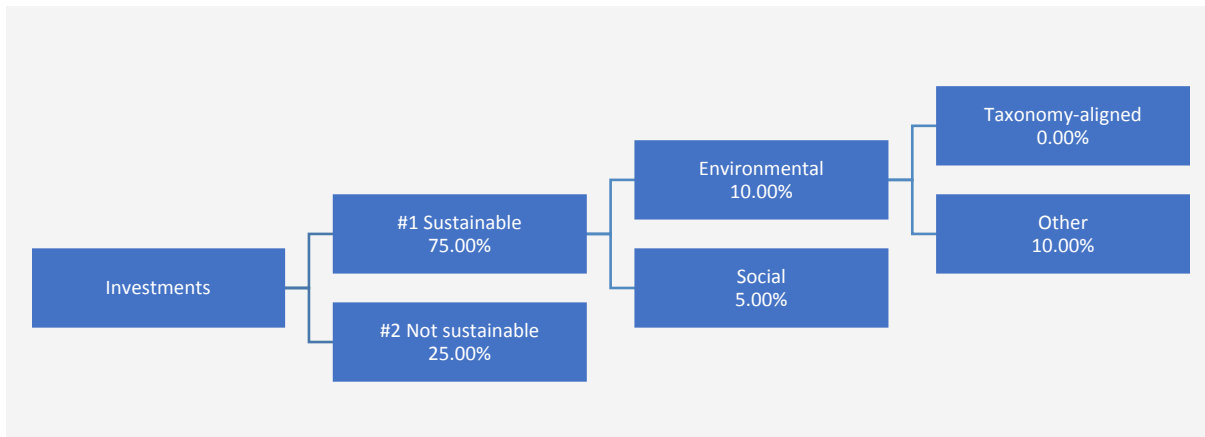 Investments
#1 Sustainable
75.00%
#2 Not sustainable
25.00%
Environmental
10.00%
Social
5.00%
Taxonomy-aligned
0.00%
Other
10.00%